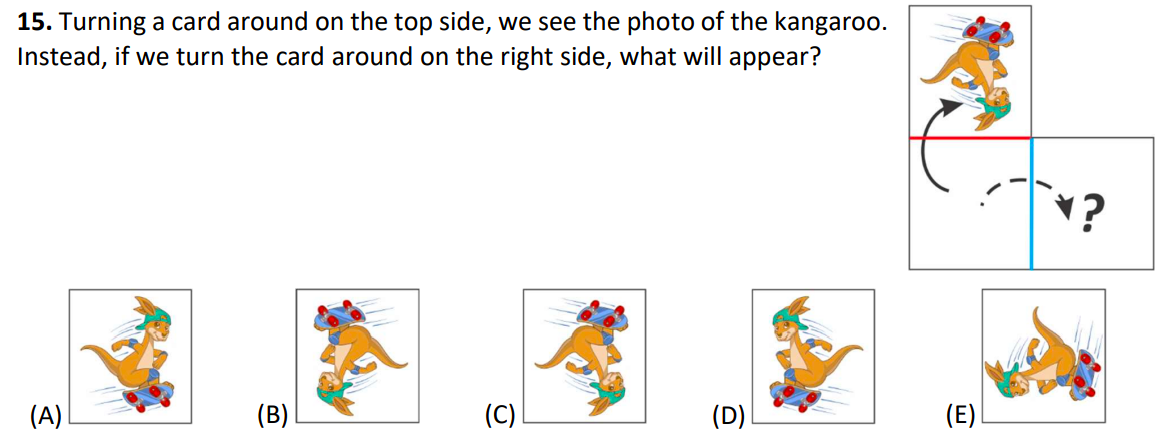 15. Turning a card around on the top side, we see the photo of the kangaroo.
Instead, if we turn the card around on the right side, what will appear?
?
(A) (B) (C) (D) (E)